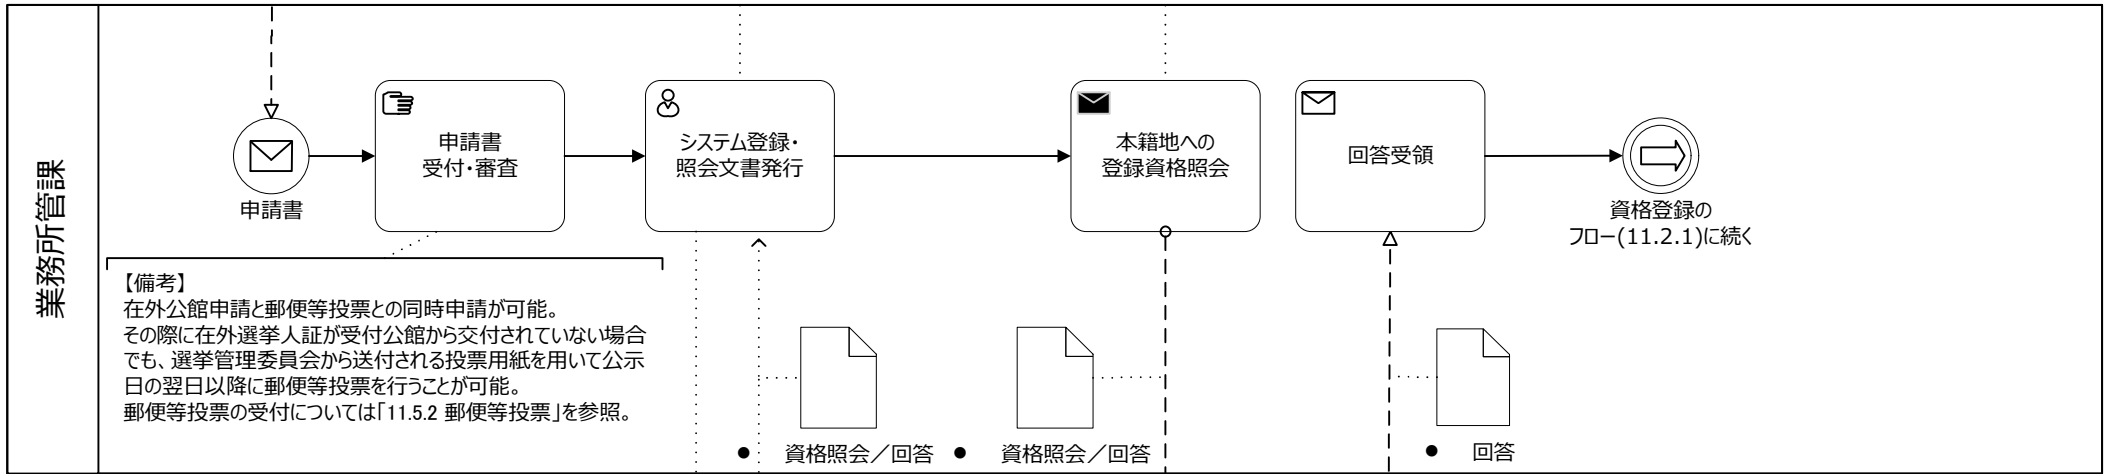 業務所管課
申請書
申請書
受付・審査
システム登録・
照会文書発行
本籍地への
登録資格照会
回答受領
資格登録の
フロー(11.2.1)に続く
【備考】
在外公館申請と郵便等投票との同時申請が可能。
その際に在外選挙人証が受付公館から交付されていない場合
でも、選挙管理委員会から送付される投票用紙を用いて公示
日の翌日以降に郵便等投票を行うことが可能。
郵便等投票の受付については「11.5.2 郵便等投票」を参照。
● 資格照会／回答
● 資格照会／回答
● 回答